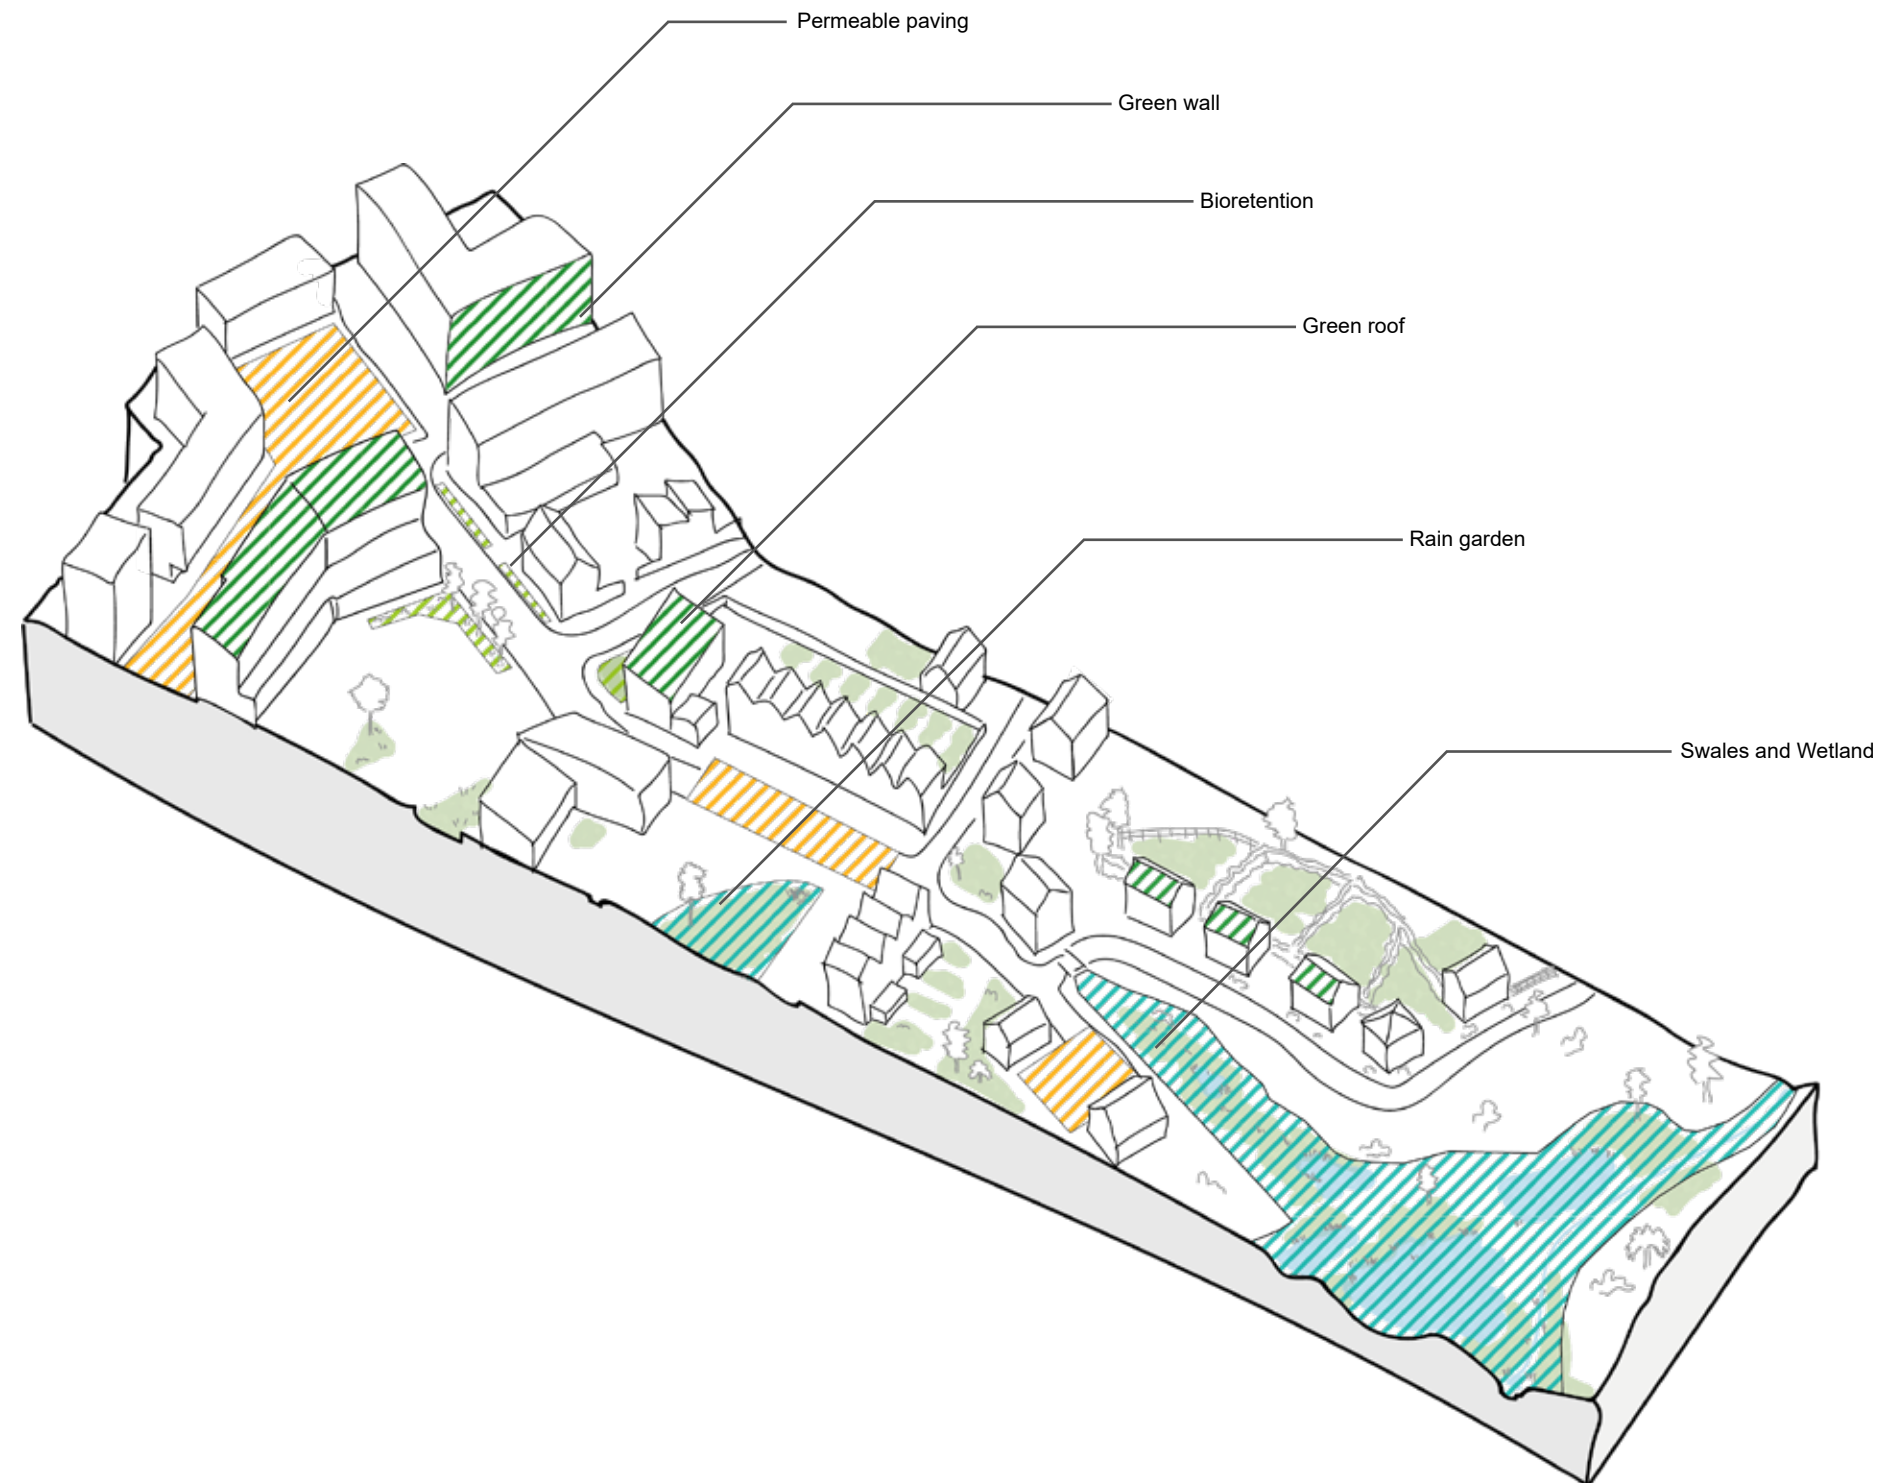 Permeable paving
Green wall
Bioretention
Green roof
Rain garden
Swales and Wetland